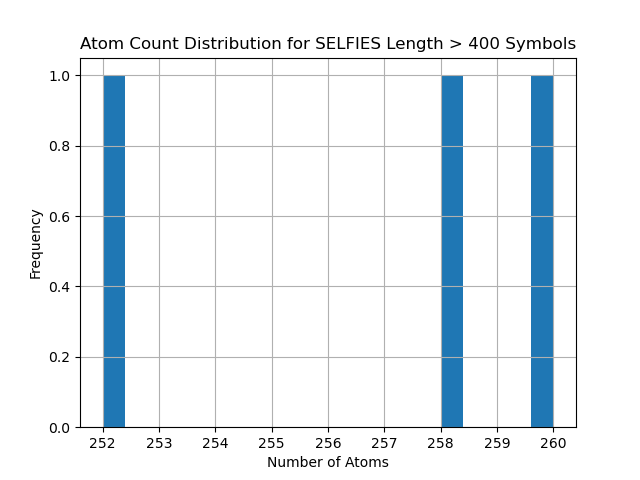 Atom Count Distribution for SELFIES Length > 400 Symbols
1.0
0.8
0.6
0.4
0.2
0.0
Frequency
252 253 254 255 256 257 258 259 260
Number of Atoms